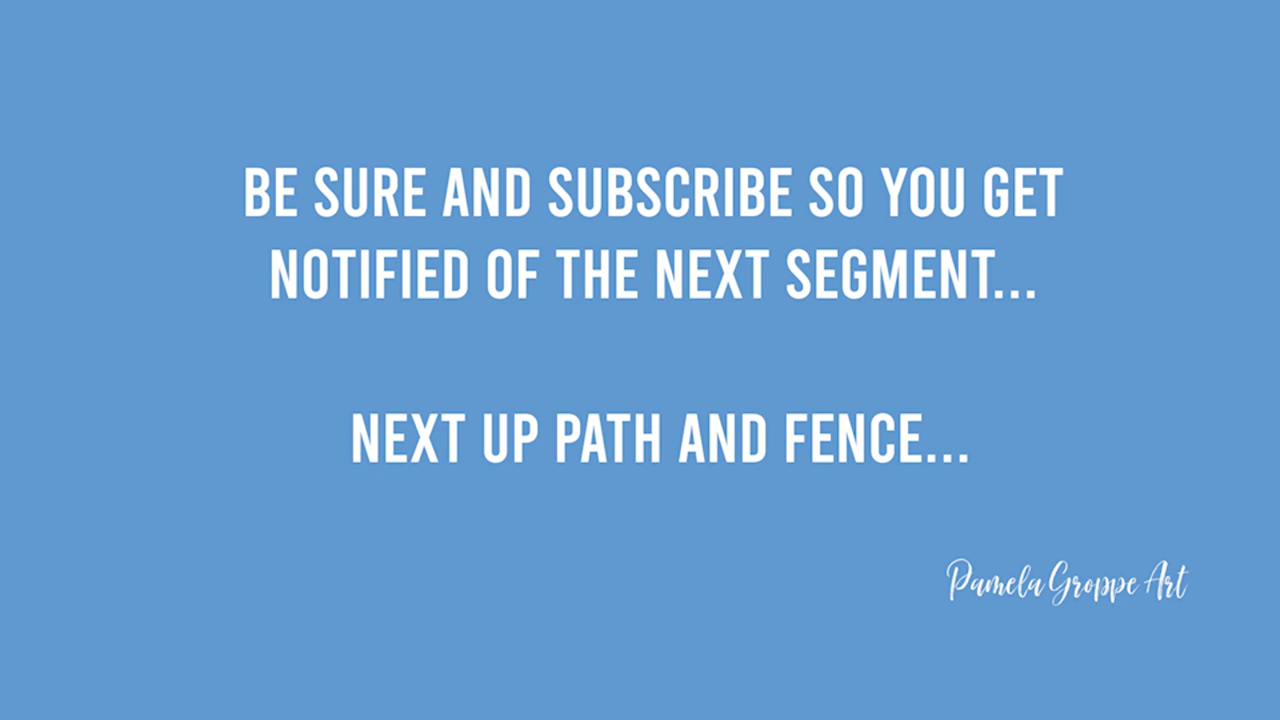 BE SURE AND SUBSCRIBE SO YOU GET
NOTIFIED OF THE NEXT SEGMENT...
NEXT UP PATH AND FENCE...
Pamela Groppe Art